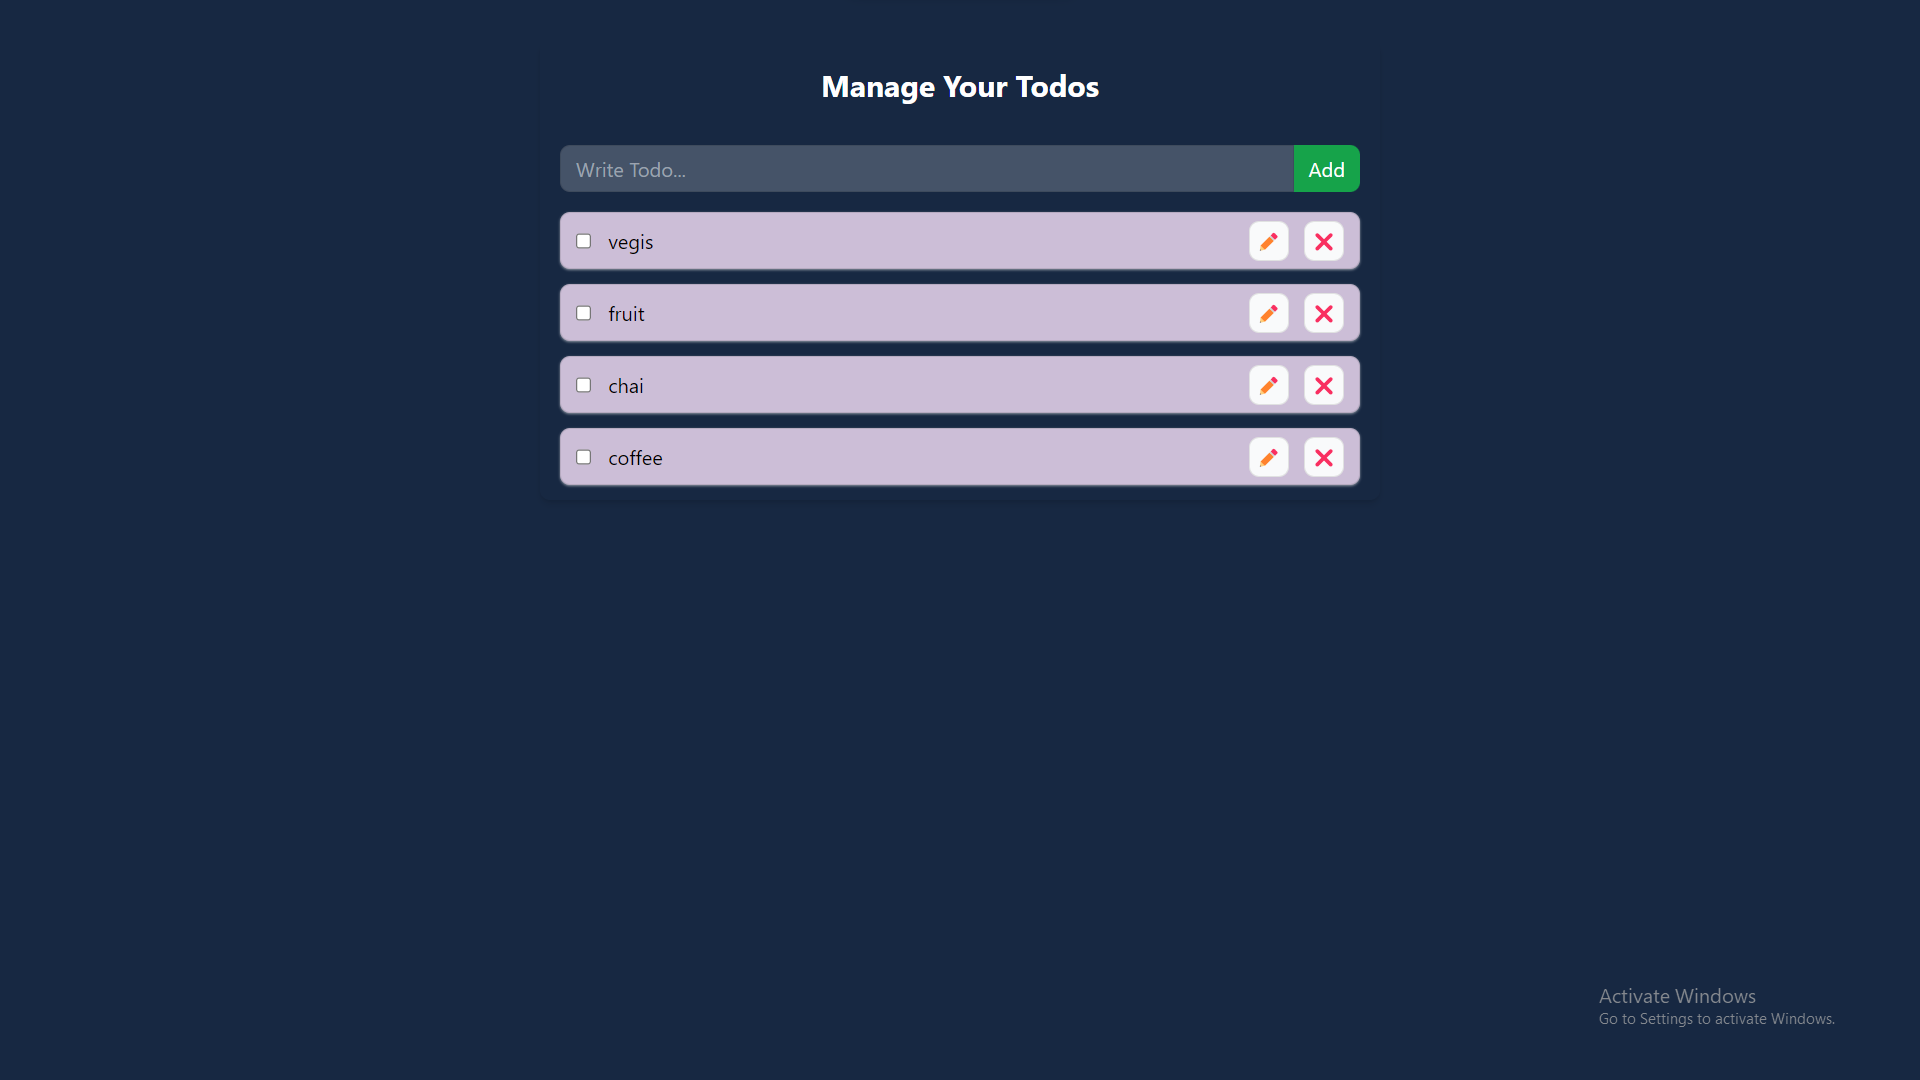 Manage Your Todos
Write Todo...
Add
vegis
fruit
chai
coffee
Activate Windows
Go to Settings to activate Windows.